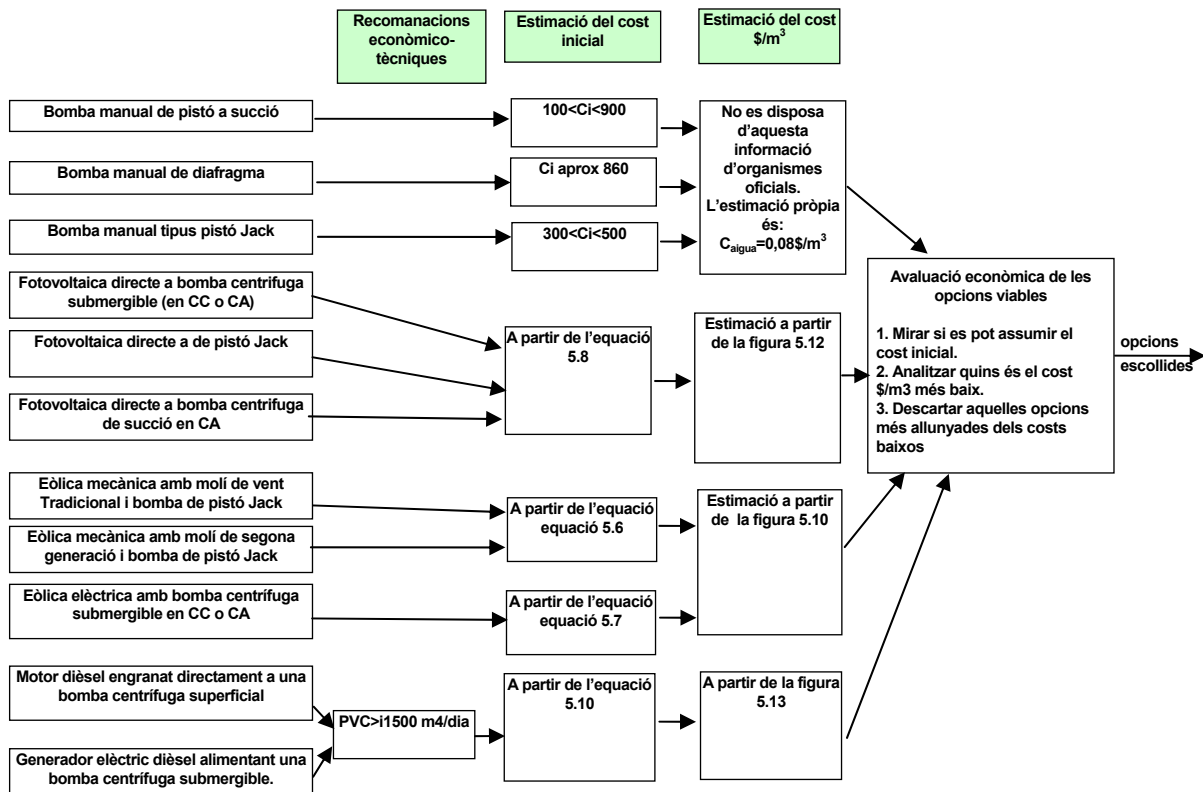 Recomanacions
econòmico-
tècniques
Estimació del cost
inicial
Estimació del cost
$/m³
Bomba manual de pistó a succió
100<Ci<900
No es disposa
d'aquesta
informació
d'organismes
oficials.
L'estimació pròpia
és:
Caigua=0,08$/m³
Bomba manual de diafragma
Ci aprox 860
Bomba manual tipus pistó Jack
300<Ci<500
Fotovoltaica directe a bomba centrifuga
submergible (en CC o CA)
Fotovoltaica directe a de pistó Jack
Fotovoltaica directe a bomba centrifuga
de succió en CA
A partir de l'equació
5.8
Estimació a partir
de la figura 5.12
Avaluació econòmica de les
opcions viables
1. Mirar si es pot assumir el
cost inicial.
2. Analitzar quins és el cost
$/m3 més baix.
3. Descartar aquelles opcions
més allunyades dels costs
baixos
opcions
escollides
Eòlica mecànica amb molí de vent
Tradicional i bomba de pistó Jack
Eòlica mecànica amb molí de segona
generació i bomba de pistó Jack
A partir de l'equació
equació 5.6
Estimació a partir
de la figura 5.10
Eòlica elèctrica amb bomba centrífuga
submergible en CC o CA
A partir de l'equació
equació 5.7
Motor dièsel engranat directament a una
bomba centrífuga superficial
Generador elèctric dièsel alimentant una
bomba centrífuga submergible.
PVC>i1500 m4/dia
A partir de l'equació
5.10
A partir de la figura
5.13